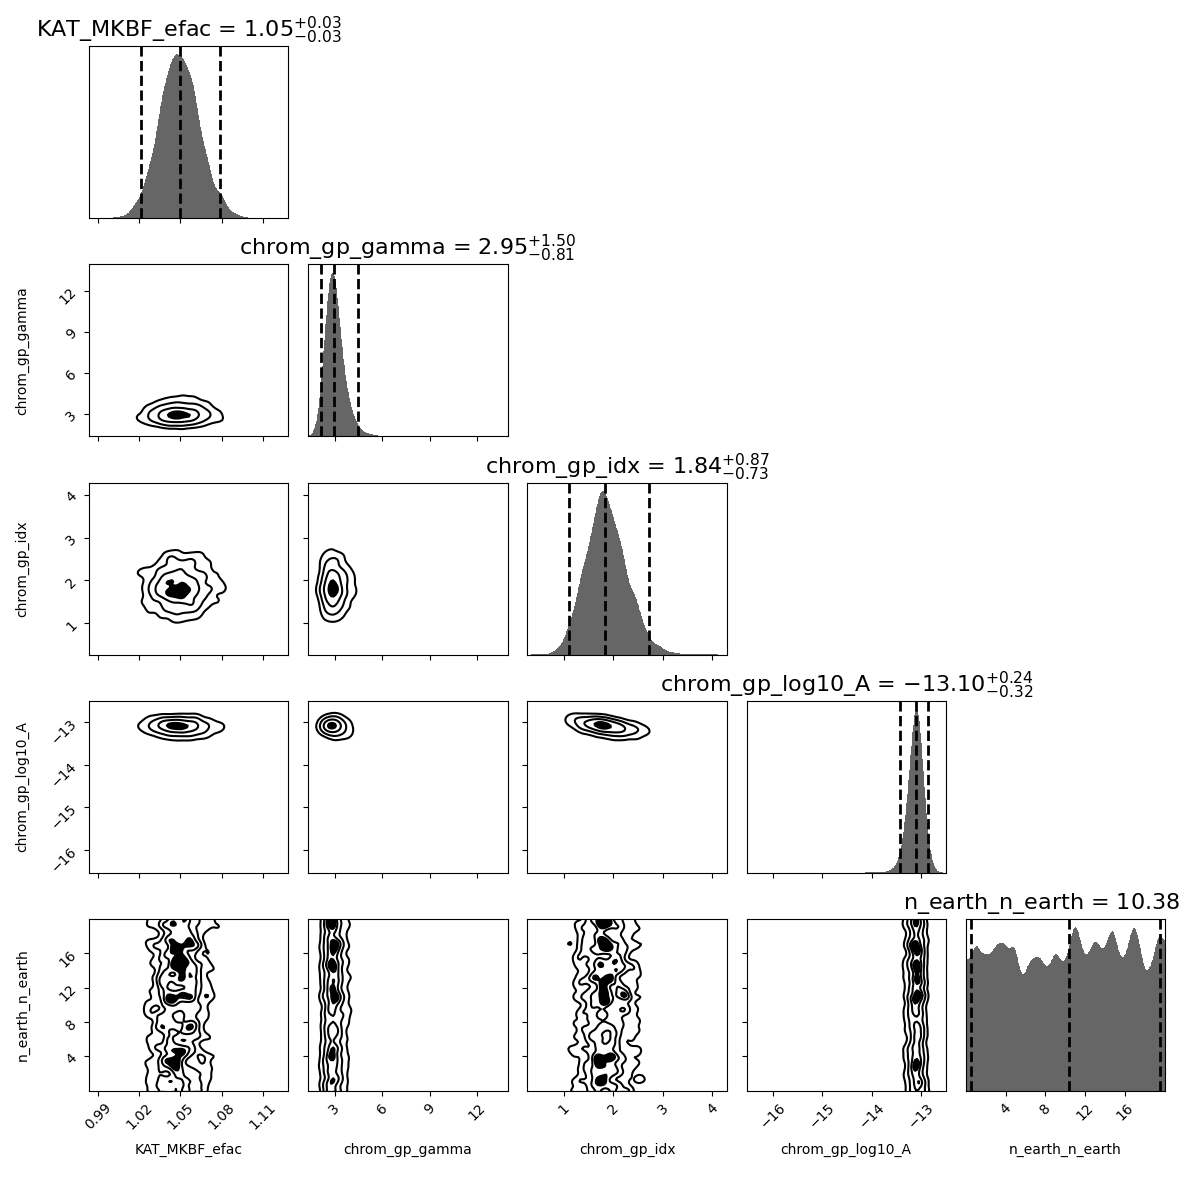 KAT_MKBF_efac = 1.05+0.03 −0.03
chrom_gp_gamma = 2.95+1.50 −0.81
12
9
6
3
chrom_gp_gamma
chrom_gp_idx = 1.84+0.87 −0.73
4
3
2
1
chrom_gp_idx
chrom_gp_log10_A = −13.10+0.24 −0.32
−13
−14
−15
−16
chrom_gp_log10_A
n_earth_n_earth = 10.38
16
12
8
4
n_earth_n_earth
0.99 1.02 1.05 1.08 1.11
3 6 9 12
1 2 3 4
−16 −15 −14 −13
4 8 12 16
KAT_MKBF_efac
chrom_gp_gamma
chrom_gp_idx
chrom_gp_log10_A
n_earth_n_earth